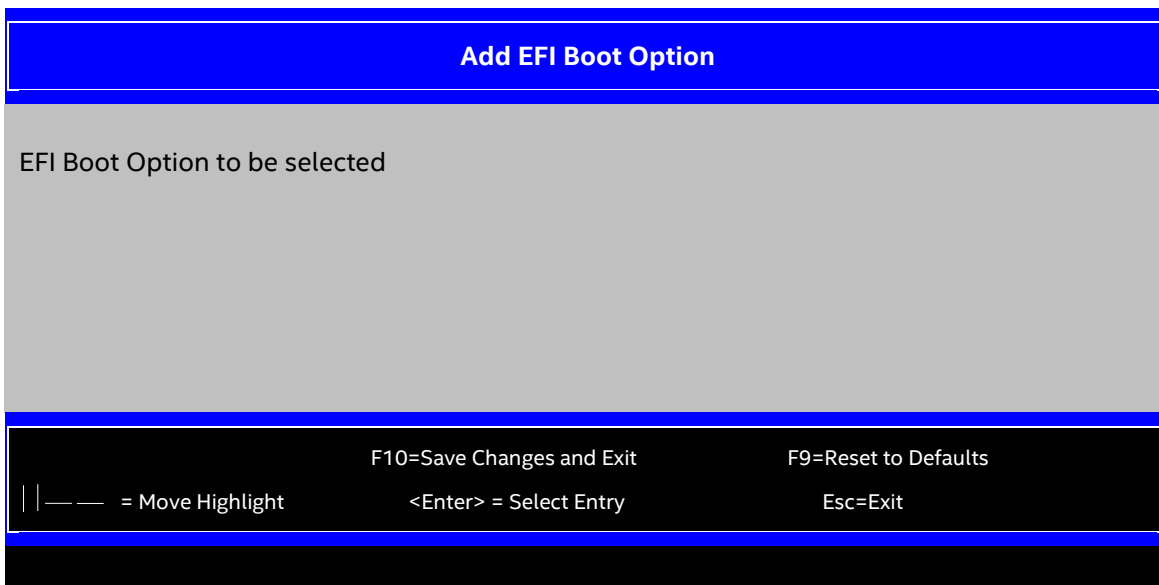 Add EFI Boot Option
EFI Boot Option to be selected
F10=Save Changes and Exit F9=Reset to Defaults
= Move Highlight <Enter> = Select Entry Esc=Exit